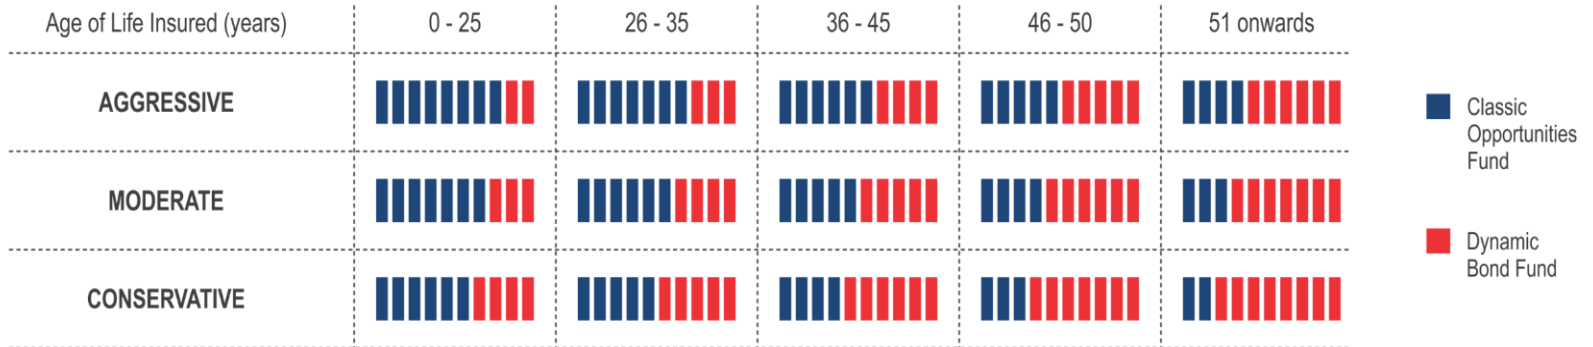 Age of Life Insured (years) 0 - 25 26 - 35 36 - 45 46 - 50 51 onwards
AGGRESSIVE
MODERATE
CONSERVATIVE
Classic
Opportunities
Fund
Dynamic
Bond Fund